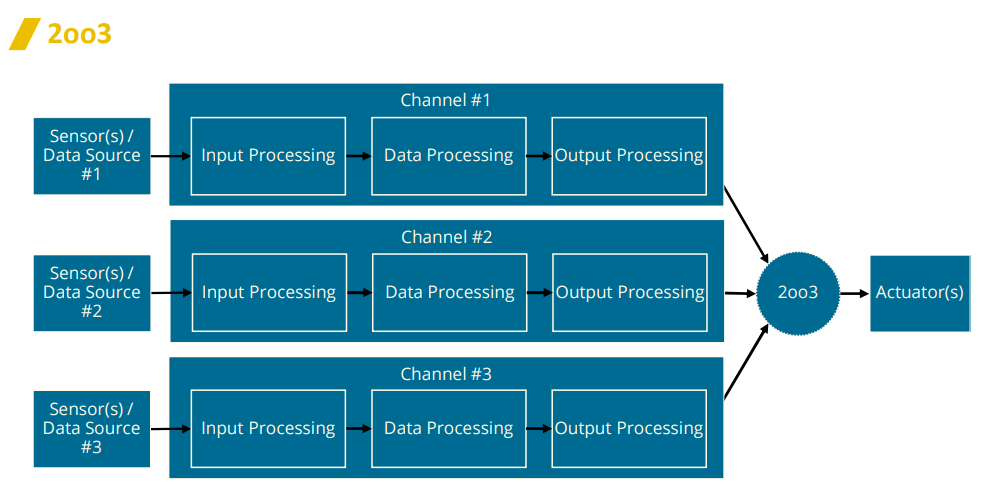 2oo3
Channel #1
Sensor(s) /
Data Source
#1
Input Processing
Data Processing
Output Processing
Channel #2
Sensor(s) /
Data Source
#2
Input Processing
Data Processing
Output Processing
2oo3
Actuator(s)
Channel #3
Sensor(s) /
Data Source
#3
Input Processing
Data Processing
Output Processing